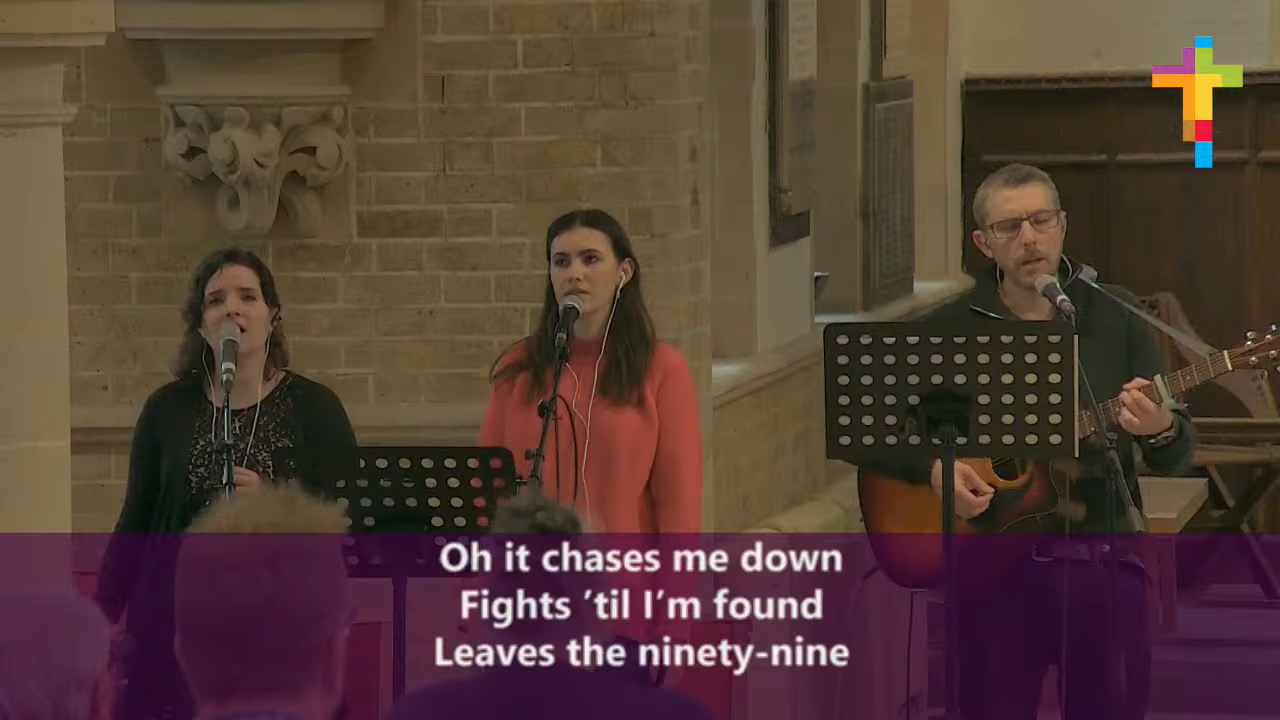 Oh it chases me down
Fights ’til I’m found
Leaves the ninety-nine